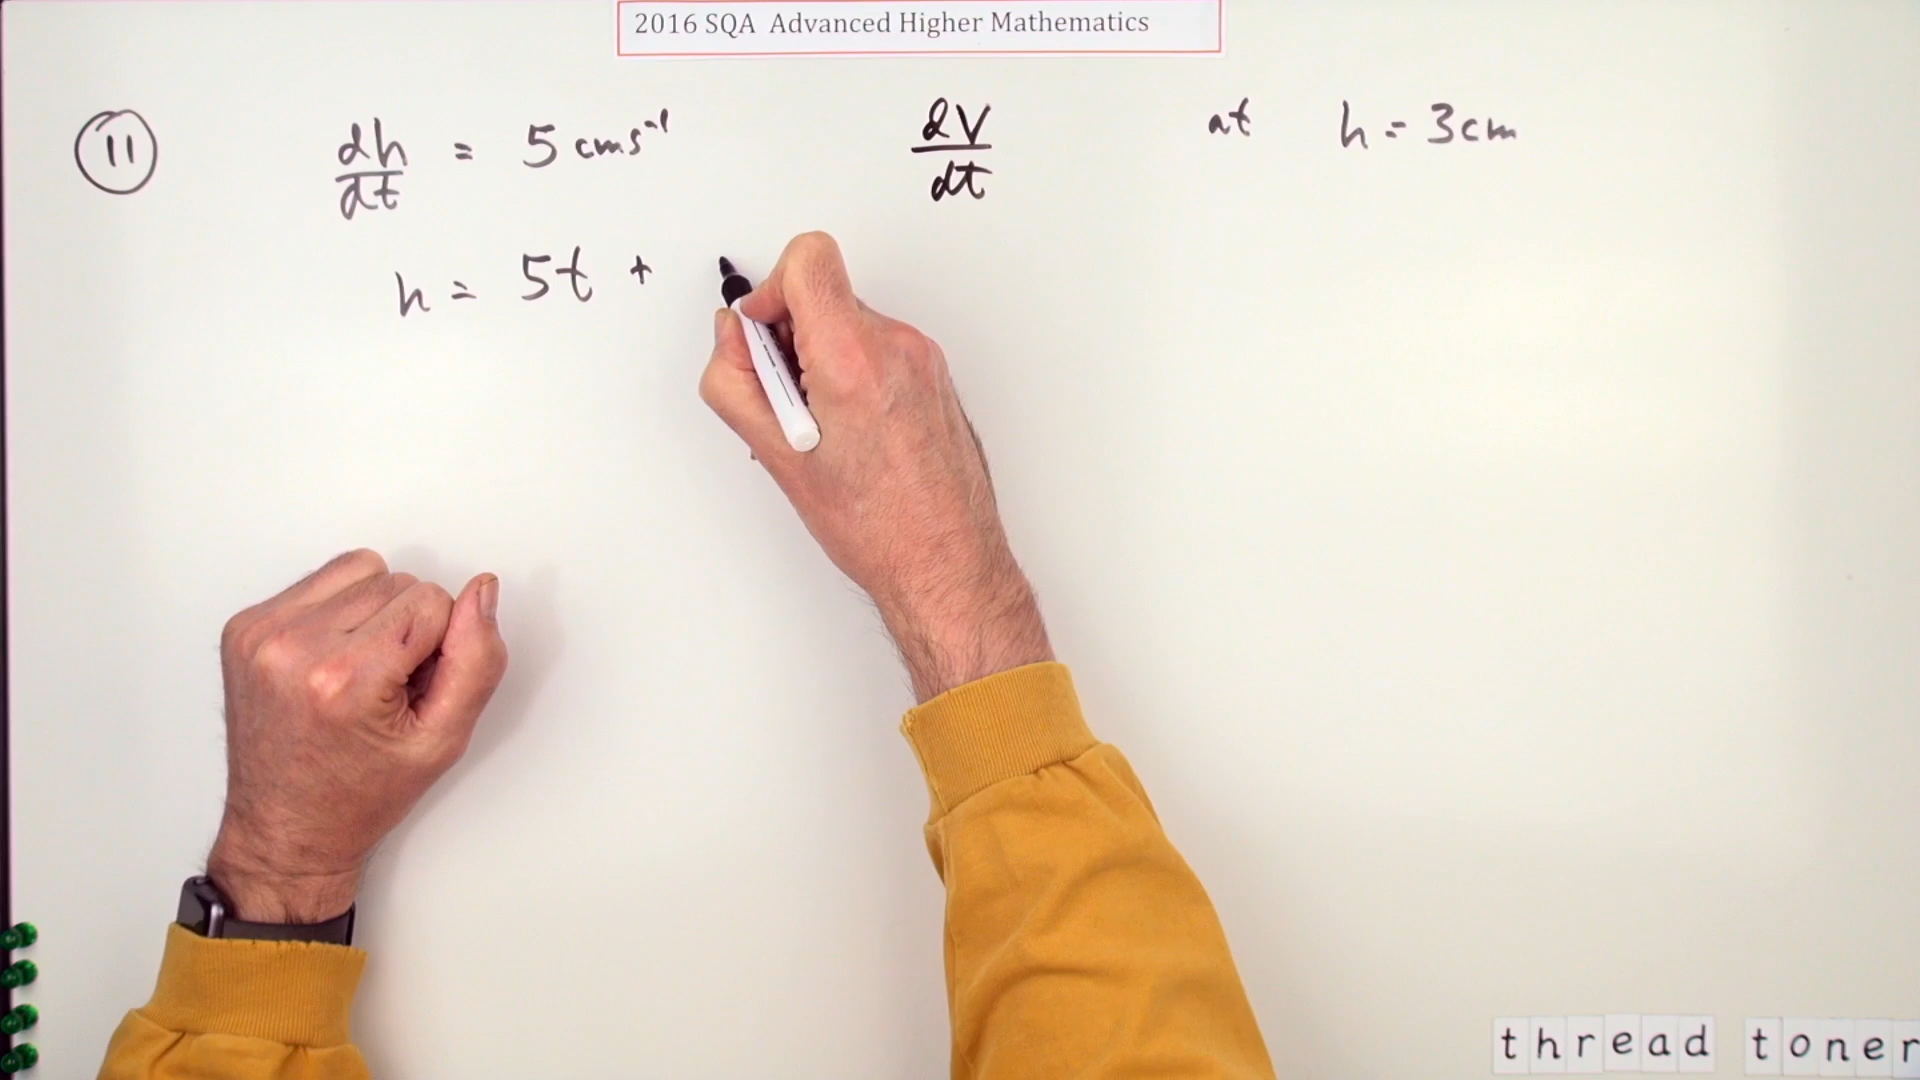 2016 SQA Advanced Higher Mathematics
11 dh/dt = 5 cms⁻¹ dV/dt at h = 3cm
h = 5t +
thread toner